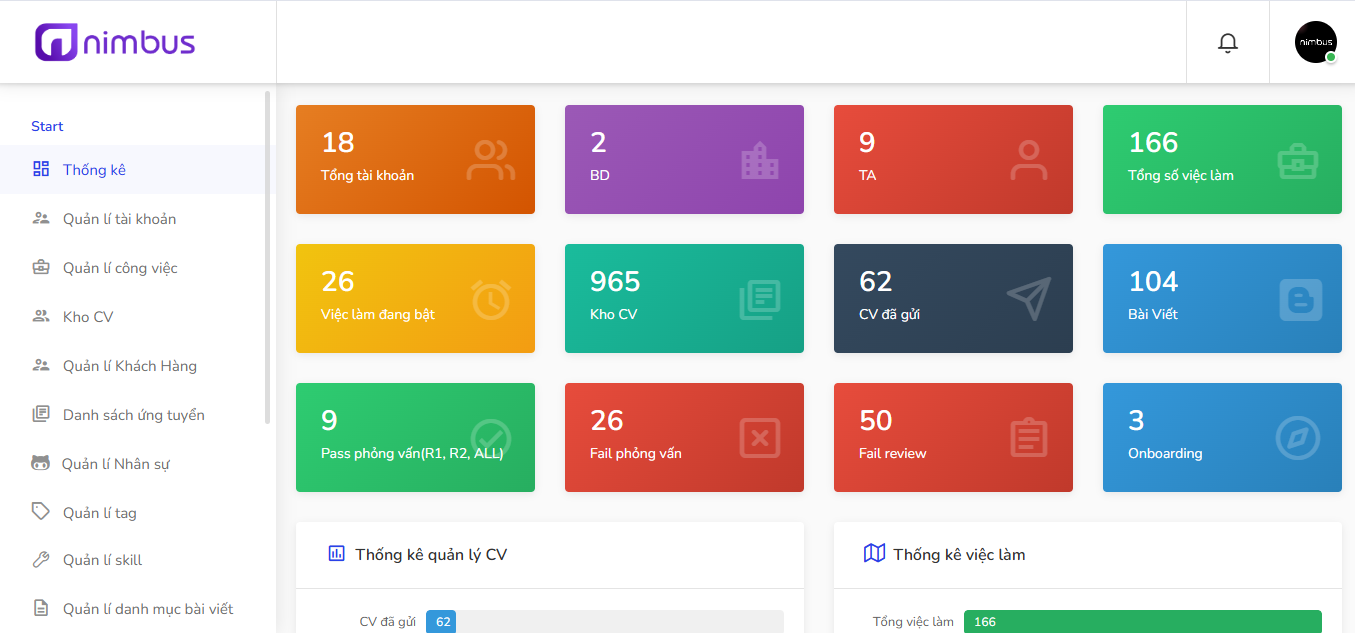 nimbus
nimbus
Start
Thống kê
Quản lí tài khoản
Quản lí công việc
Kho CV
Quản lí Khách Hàng
Danh sách ứng tuyển
Quản lí Nhân sự
Quản lí tag
Quản lí skill
Quản lí danh mục bài viết
18
Tổng tài khoản
2
BD
9
TA
166
Tổng số việc làm
26
Việc làm đang bật
965
Kho CV
62
CV đã gửi
104
Bài Viết
9
Pass phỏng vấn(R1, R2, ALL)
26
Fail phỏng vấn
50
Fail review
3
Onboarding
Thống kê quản lý CV
CV đã gửi 62
Thống kê việc làm
Tổng việc làm 166